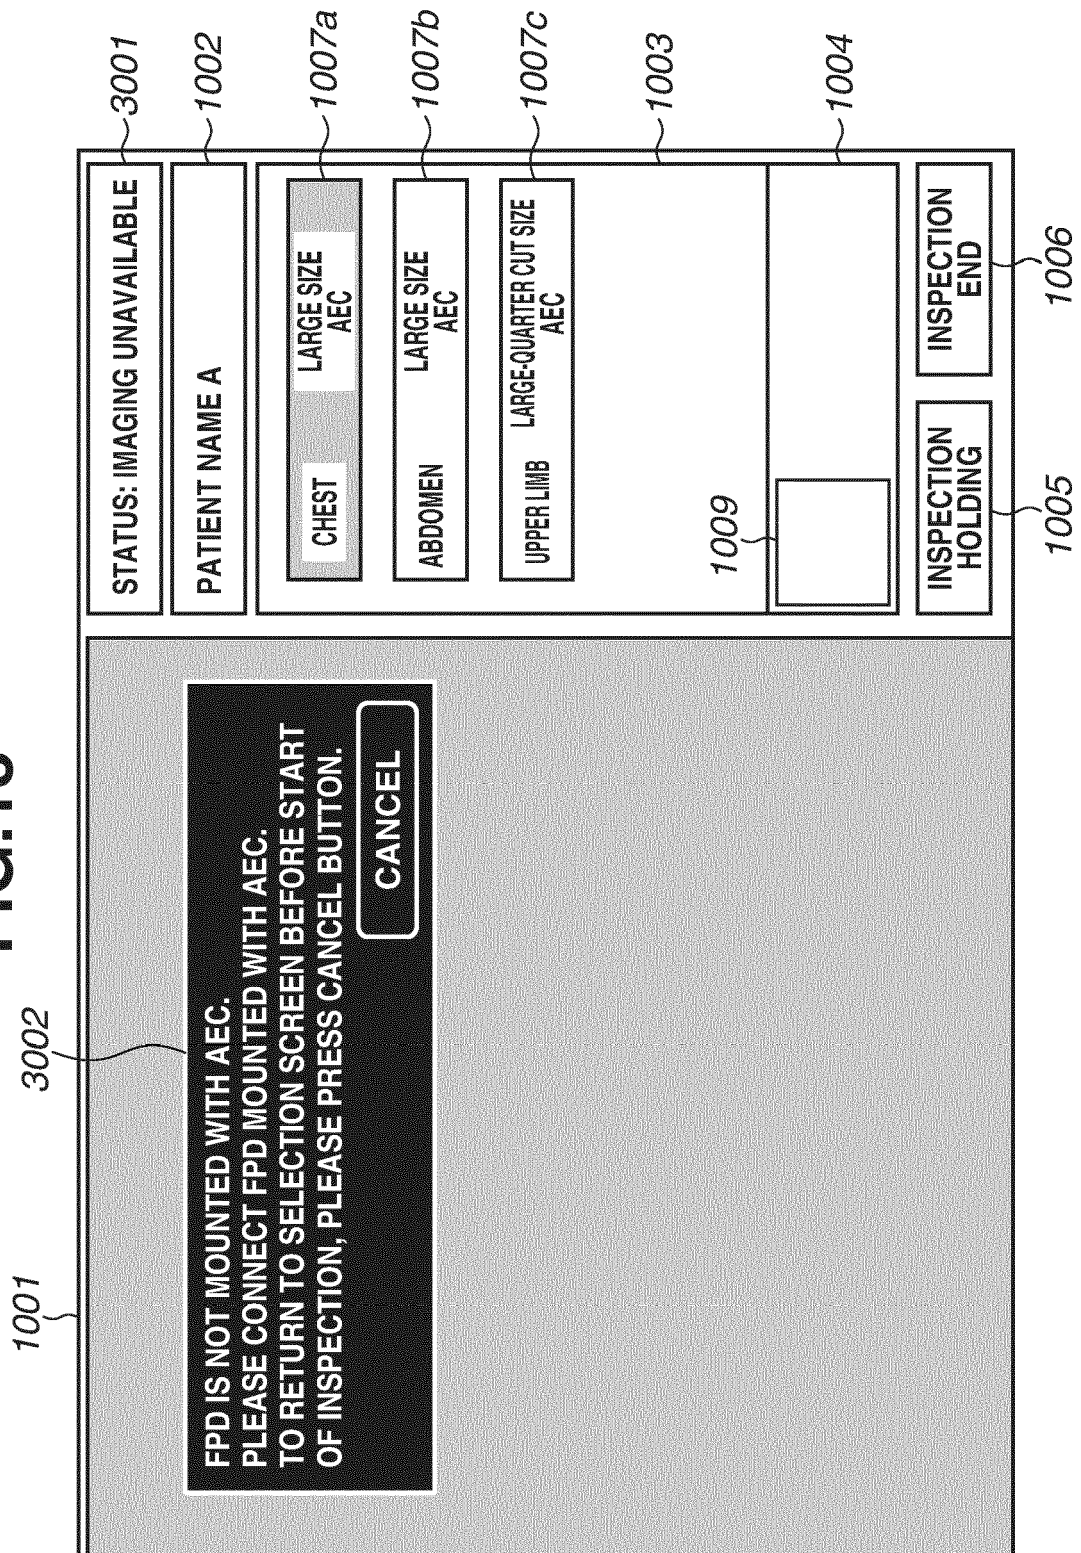 3002
1001
FPD IS NOT MOUNTED WITH AEC.
PLEASE CONNECT FPD MOUNTED WITH AEC.
TO RETURN TO SELECTION SCREEN BEFORE START
OF INSPECTION, PLEASE PRESS CANCEL BUTTON.
CANCEL
STATUS: IMAGING UNAVAILABLE
3001
PATIENT NAME A
1002
CHEST
LARGE SIZE
AEC
1007a
ABDOMEN
LARGE SIZE
AEC
1007b
UPPER LIMB
LARGE-QUARTER CUT SIZE
AEC
1007c
1003
1009
1004
INSPECTION
HOLDING
1005
INSPECTION
END
1006